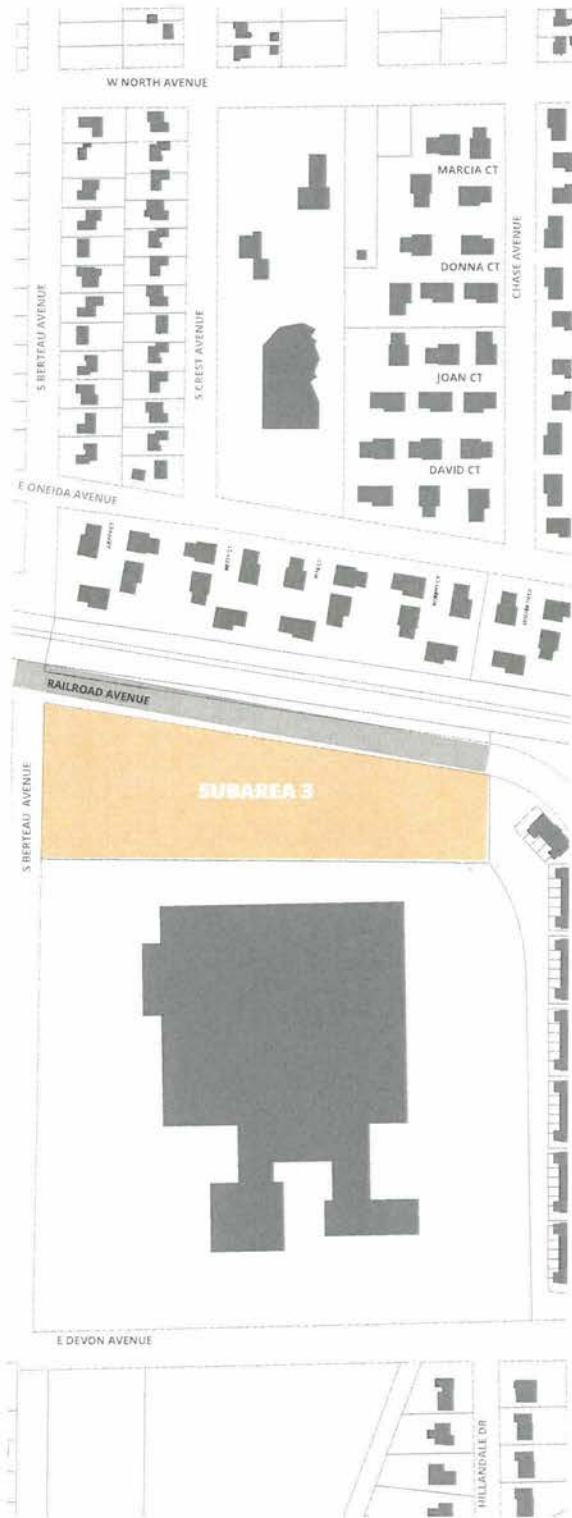 W NORTH AVENUE
MARCIA CT
DONNA CT
CHASE AVENUE
S BERTEAU AVENUE
S CREST AVENUE
JOAN CT
DAVID CT
E ONEIDA AVENUE
RAILROAD AVENUE
SUBAREA 3
S BERTEAU AVENUE
E DEVON AVENUE
HILLANDALE DR